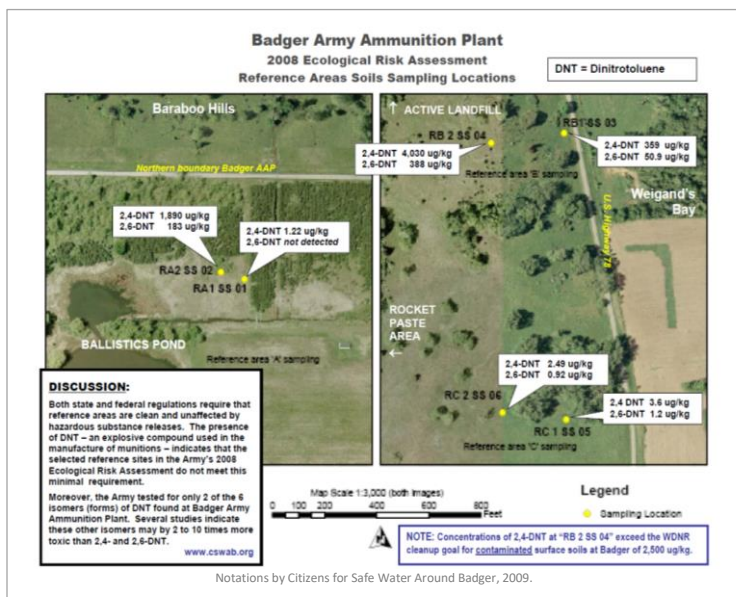 Badger Army Ammunition Plant
2008 Ecological Risk Assessment
Reference Areas Soils Sampling Locations
DNT = Dinitrotoluene
Baraboo Hills
Northern boundary Badger AAP
2,4-DNT 1,890 ug/kg
2,6-DNT 183 ug/kg
2,4-DNT 1.22 ug/kg
2,6-DNT not detected
RA2 SS 02
RA1 SS 01
BALLISTICS POND
Reference area 'A' sampling
↑ ACTIVE LANDFILL
RB 2 SS 04
RB1 SS 03
2,4-DNT 4,030 ug/kg
2,6-DNT 388 ug/kg
2,4-DNT 359 ug/kg
2,6-DNT 50.9 ug/kg
Reference area 'B' sampling
Weigand's
Bay
U.S. Highway 78
ROCKET
PASTE
AREA
←
2,4-DNT 2.49 ug/kg
2,6-DNT 0.92 ug/kg
RC 2 SS 06
2,4 DNT 3.6 ug/kg
2,6-DNT 1.2 ug/kg
RC 1 SS 05
Reference area 'C' sampling
DISCUSSION:
Both state and federal regulations require that
reference areas are clean and unaffected by
hazardous substance releases. The presence
of DNT – an explosive compound used in the
manufacture of munitions – indicates that the
selected reference sites in the Army's 2008
Ecological Risk Assessment do not meet this
minimal requirement.
Moreover, the Army tested for only 2 of the 6
isomers (forms) of DNT found at Badger Army
Ammunition Plant. Several studies indicate
these other isomers may by 2 to 10 times more
toxic than 2,4- and 2,6-DNT.
www.cswab.org
Map Scale 1:3,000 (both images)
0 100 200 400 600 800
Feet
Legend
Sampling Location
NOTE: Concentrations of 2,4-DNT at "RB 2 SS 04" exceed the WDNR
cleanup goal for contaminated surface soils at Badger of 2,500 ug/kg.
Notations by Citizens for Safe Water Around Badger, 2009.